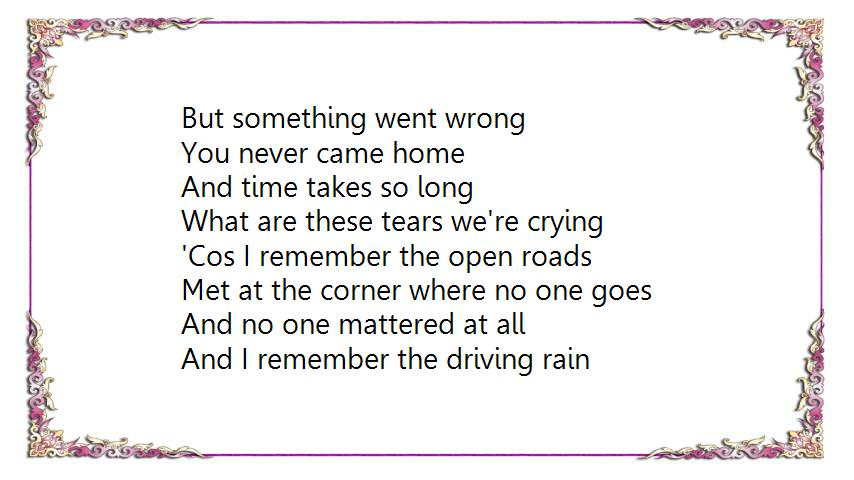 But something went wrong
You never came home
And time takes so long
What are these tears we're crying
'Cos I remember the open roads
Met at the corner where no one goes
And no one mattered at all
And I remember the driving rain